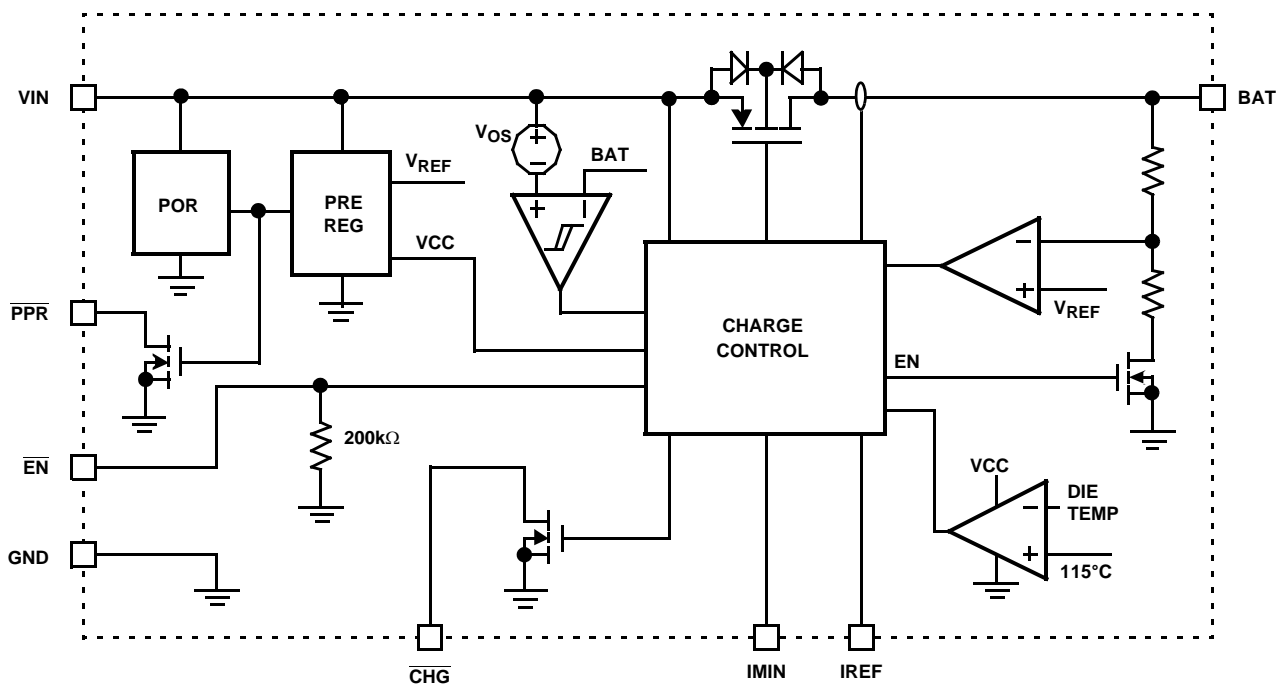 VIN
BAT
VOS
+
−
BAT
VREF
POR
PRE
REG
VCC
+
−
−
+
VREF
PPR
CHARGE
CONTROL
EN
200kΩ
EN
VCC
DIE
TEMP
−
+
115°C
GND
CHG
IMIN
IREF